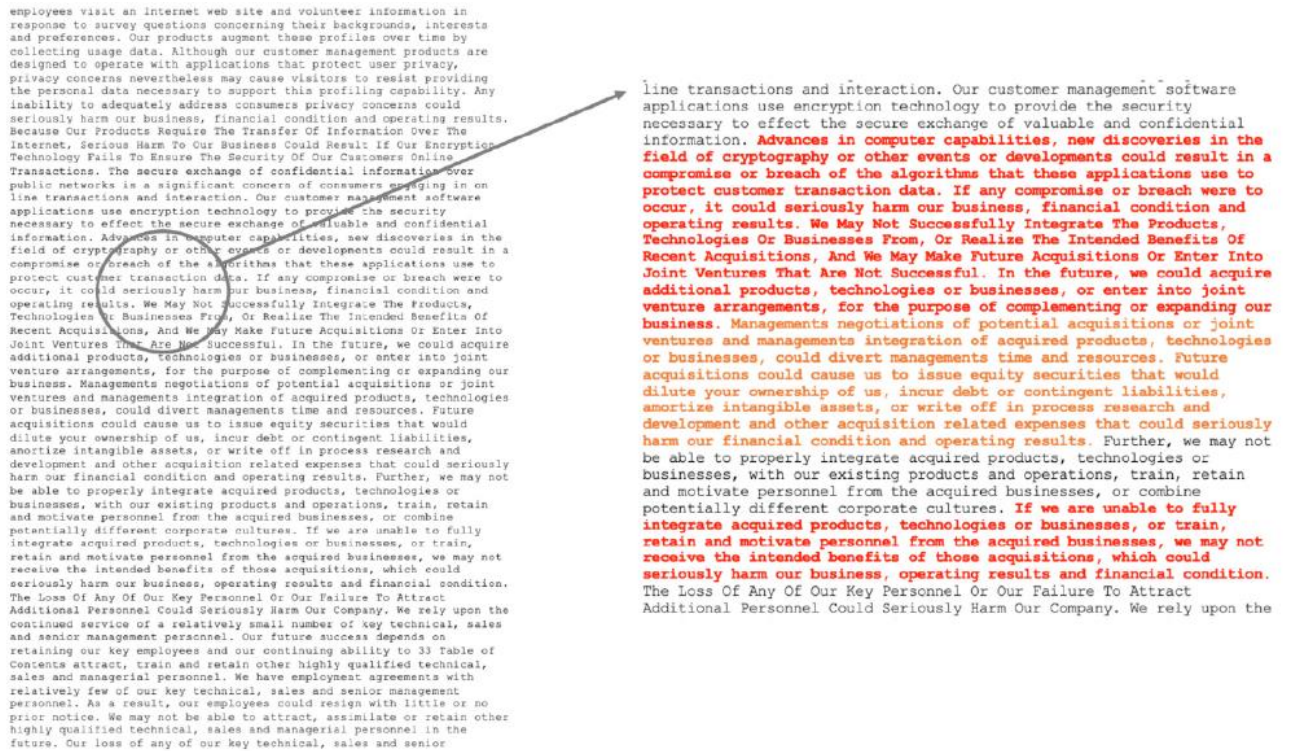 employees visit an Internet web site and volunteer information in
response to survey questions concerning their backgrounds, interests
and preferences. Our products augment these profiles over time by
collecting usage data. Although our customer management products are
designed to operate with applications that protect user privacy,
privacy concerns nevertheless may cause visitors to resist providing
the personal data necessary to support this profiling capability. Any
inability to adequately address consumers privacy concerns could
seriously harm our business, financial condition and operating results.
Because Our Products Require The Transfer Of Information Over The
Internet, Serious Harm To Our Business Could Result If Our Encryption
Technology Fails To Ensure The Security Of Our Customers Online
Transactions. The secure exchange of confidential information over
public networks is a significant concern of consumers engaging in on
line transactions and interaction. Our customer management software
applications use encryption technology to provide the security
necessary to effect the secure exchange of valuable and confidential
information. Advances in computer capabilities, new discoveries in the
field of cryptography or other events or developments could result in a
compromise or breach of the algorithms that these applications use to
protect customer transaction data. If any compromise or breach were to
occur, it could seriously harm our business, financial condition and
operating results. We May Not Successfully Integrate The Products,
Technologies Or Businesses From, Or Realize The Intended Benefits Of
Recent Acquisitions, And We May Make Future Acquisitions Or Enter Into
Joint Ventures That Are Not Successful. In the future, we could acquire
additional products, technologies or businesses, or enter into joint
venture arrangements, for the purpose of complementing or expanding our
business. Managements negotiations of potential acquisitions or joint
ventures and managements integration of acquired products, technologies
or businesses, could divert managements time and resources. Future
acquisitions could cause us to issue equity securities that would
dilute your ownership of us, incur debt or contingent liabilities,
amortize intangible assets, or write off in process research and
development and other acquisition related expenses that could seriously
harm our financial condition and operating results. Further, we may not
be able to properly integrate acquired products, technologies or
businesses, with our existing products and operations, train, retain
and motivate personnel from the acquired businesses, or combine
potentially different corporate cultures. If we are unable to fully
integrate acquired products, technologies or businesses, or train,
retain and motivate personnel from the acquired businesses, we may not
receive the intended benefits of those acquisitions, which could
seriously harm our business, operating results and financial condition.
The Loss Of Any Of Our Key Personnel Or Our Failure To Attract
Additional Personnel Could Seriously Harm Our Company. We rely upon the
continued service of a relatively small number of key technical, sales
and senior management personnel. Our future success depends on
retaining our key employees and our continuing ability to 33 Table of
Contents attract, train and retain other highly qualified technical,
sales and managerial personnel. We have employment agreements with
relatively few of our key technical, sales and senior management
personnel. As a result, our employees could resign with little or no
prior notice. We may not be able to attract, assimilate or retain other
highly qualified technical, sales and managerial personnel in the
future. Our loss of any of our key technical, sales and senior
line transactions and interaction. Our customer management software
applications use encryption technology to provide the security
necessary to effect the secure exchange of valuable and confidential
information. Advances in computer capabilities, new discoveries in the
field of cryptography or other events or developments could result in a
compromise or breach of the algorithms that these applications use to
protect customer transaction data. If any compromise or breach were to
occur, it could seriously harm our business, financial condition and
operating results. We May Not Successfully Integrate The Products,
Technologies Or Businesses From, Or Realize The Intended Benefits Of
Recent Acquisitions, And We May Make Future Acquisitions Or Enter Into
Joint Ventures That Are Not Successful. In the future, we could acquire
additional products, technologies or businesses, or enter into joint
venture arrangements, for the purpose of complementing or expanding our
business. Managements negotiations of potential acquisitions or joint
ventures and managements integration of acquired products, technologies
or businesses, could divert managements time and resources. Future
acquisitions could cause us to issue equity securities that would
dilute your ownership of us, incur debt or contingent liabilities,
amortize intangible assets, or write off in process research and
development and other acquisition related expenses that could seriously
harm our financial condition and operating results. Further, we may not
be able to properly integrate acquired products, technologies or
businesses, with our existing products and operations, train, retain
and motivate personnel from the acquired businesses, or combine
potentially different corporate cultures. If we are unable to fully
integrate acquired products, technologies or businesses, or train,
retain and motivate personnel from the acquired businesses, we may not
receive the intended benefits of those acquisitions, which could
seriously harm our business, operating results and financial condition.
The Loss Of Any Of Our Key Personnel Or Our Failure To Attract
Additional Personnel Could Seriously Harm Our Company. We rely upon the